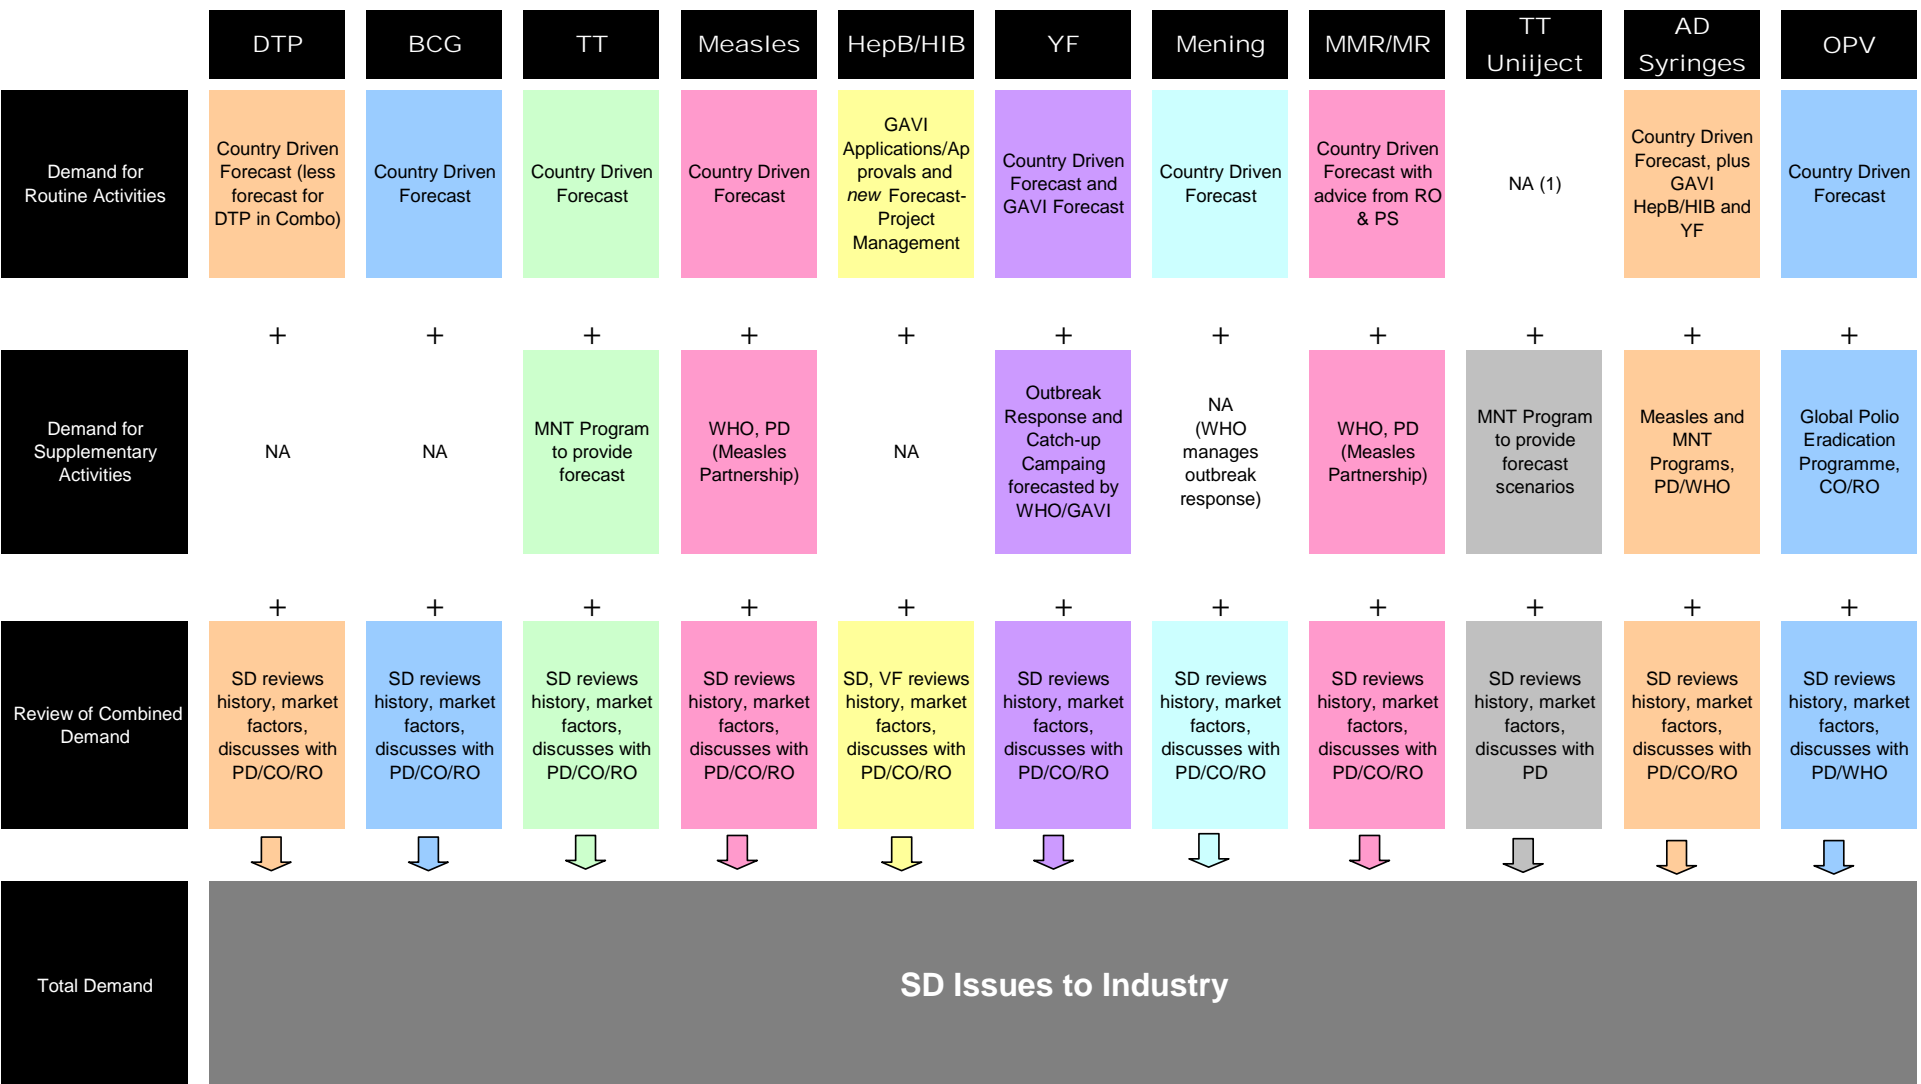 DTP
BCG
TT
Measles
HepB/HIB
YF
Mening
MMR/MR
TT
Uniiject
AD
Syringes
OPV
Demand for
Routine Activities
Country Driven
Forecast (less
forecast for
DTP in Combo)
Country Driven
Forecast
Country Driven
Forecast
Country Driven
Forecast
GAVI
Applications/Ap
provals and
new Forecast-
Project
Management
Country Driven
Forecast and
GAVI Forecast
Country Driven
Forecast
Country Driven
Forecast with
advice from RO
& PS
NA (1)
Country Driven
Forecast, plus
GAVI
HepB/HIB and
YF
Country Driven
Forecast
+ + + + + + + + + + +
Demand for
Supplementary
Activities
NA
NA
MNT Program
to provide
forecast
WHO, PD
(Measles
Partnership)
NA
Outbreak
Response and
Catch-up
Campaing
forecasted by
WHO/GAVI
NA
(WHO
manages
outbreak
response)
WHO, PD
(Measles
Partnership)
MNT Program
to provide
forecast
scenarios
Measles and
MNT
Programs,
PD/WHO
Global Polio
Eradication
Programme,
CO/RO
+ + + + + + + + + + +
Review of Combined
Demand
SD reviews
history, market
factors,
discusses with
PD/CO/RO
SD reviews
history, market
factors,
discusses with
PD/CO/RO
SD reviews
history, market
factors,
discusses with
PD/CO/RO
SD reviews
history, market
factors,
discusses with
PD/CO/RO
SD, VF reviews
history, market
factors,
discusses with
PD/CO/RO
SD reviews
history, market
factors,
discusses with
PD/CO/RO
SD reviews
history, market
factors,
discusses with
PD/CO/RO
SD reviews
history, market
factors,
discusses with
PD/CO/RO
SD reviews
history, market
factors,
discusses with
PD
SD reviews
history, market
factors,
discusses with
PD/CO/RO
SD reviews
history, market
factors,
discusses with
PD/WHO
Total Demand
SD Issues to Industry